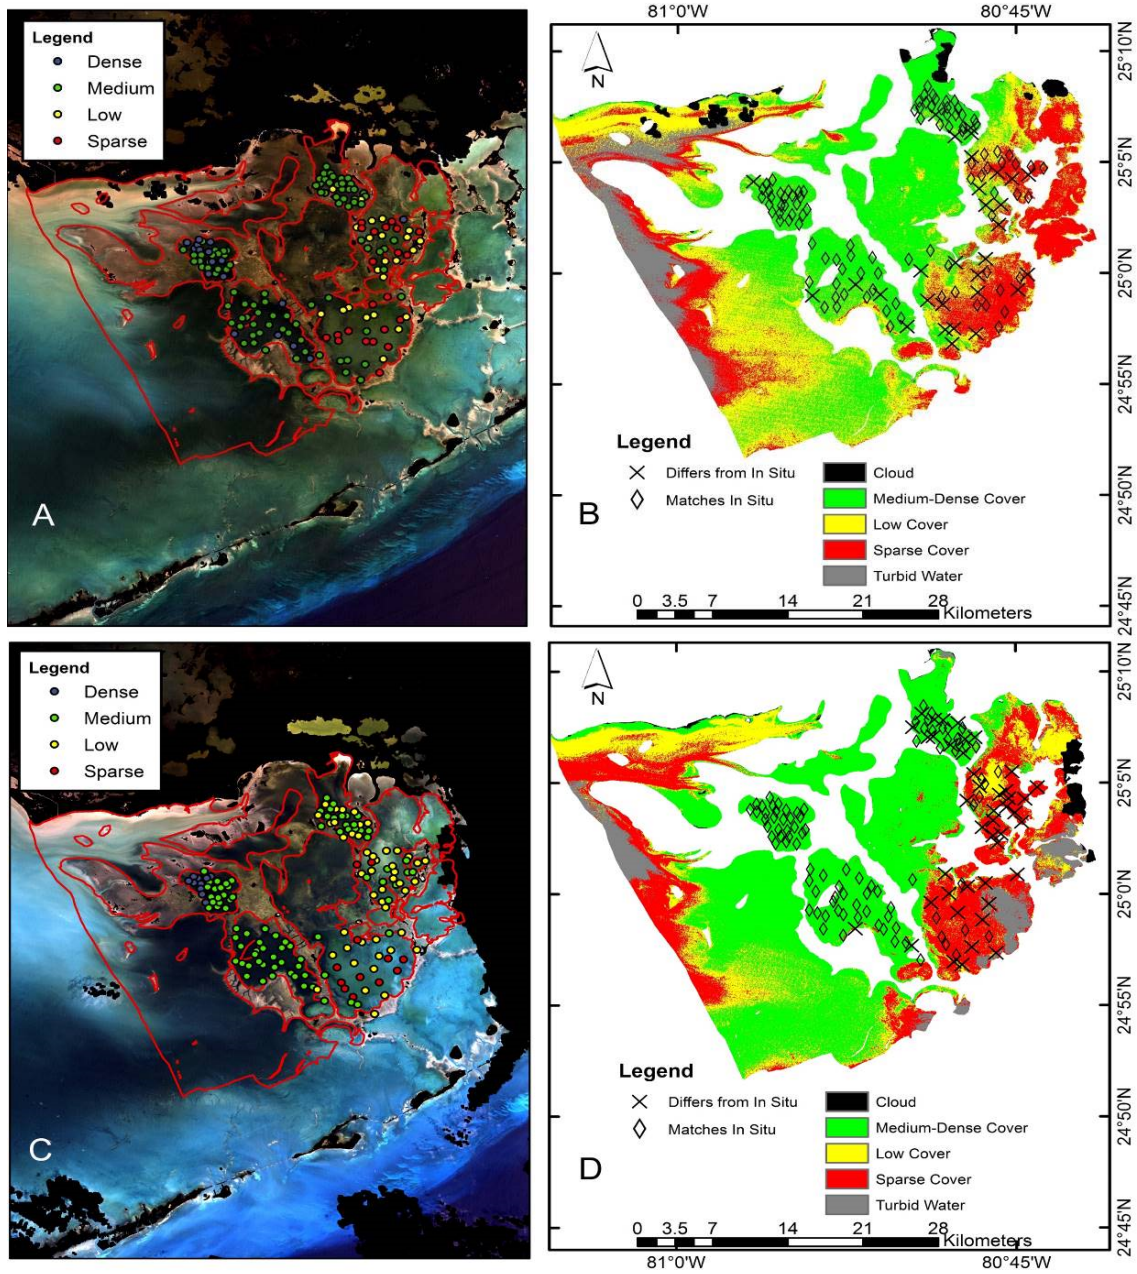 81°0'W 80°45'W
Legend
Dense
Medium
Low
Sparse
A
N
25°10'N
25°5'N
25°0'N
24°55'N
24°50'N
24°45'N
Legend
Differs from In Situ
Matches In Situ
Cloud
Medium-Dense Cover
Low Cover
Sparse Cover
Turbid Water
B
0 3.5 7 14 21 28
Kilometers
Legend
Dense
Medium
Low
Sparse
C
N
25°10'N
25°5'N
25°0'N
24°55'N
24°50'N
24°45'N
Legend
Differs from In Situ
Matches In Situ
Cloud
Medium-Dense Cover
Low Cover
Sparse Cover
Turbid Water
D
0 3.5 7 14 21 28
Kilometers
81°0'W 80°45'W